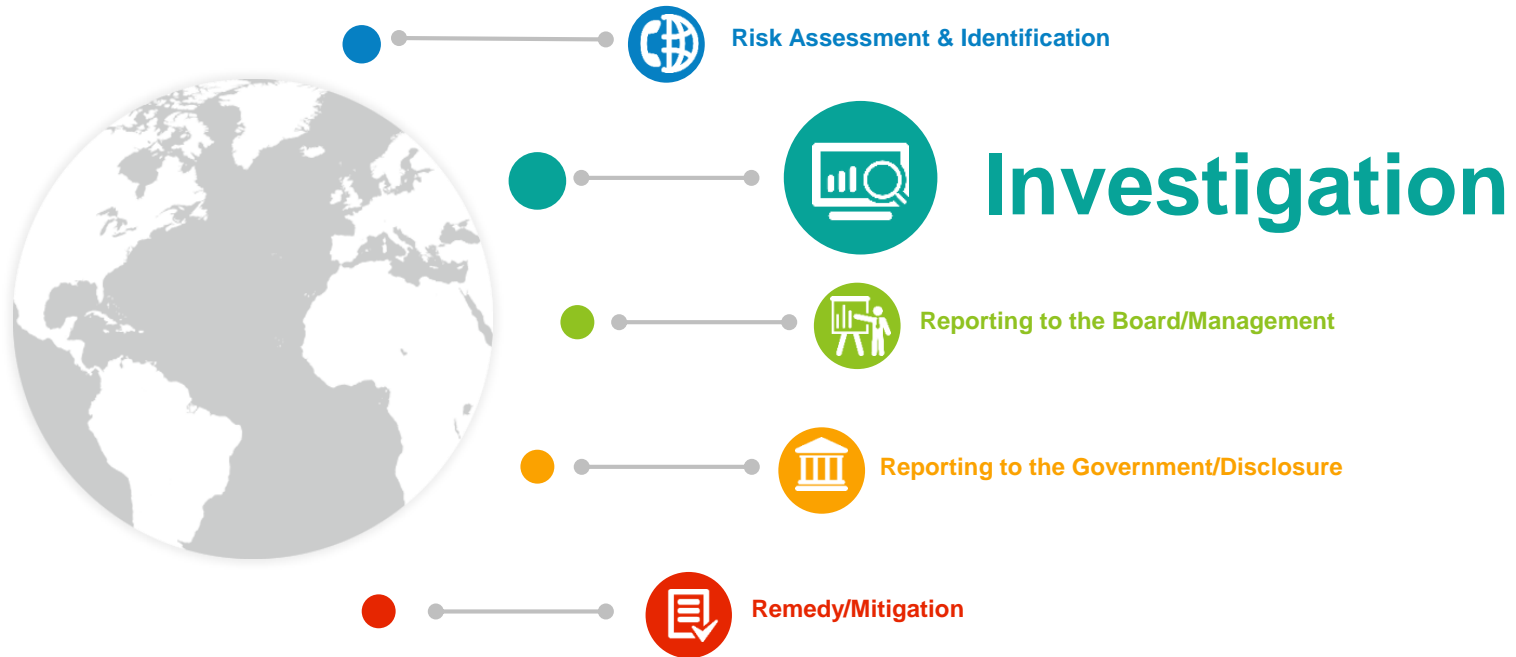 Risk Assessment & Identification
Investigation
Reporting to the Board/Management
Reporting to the Government/Disclosure
Remedy/Mitigation